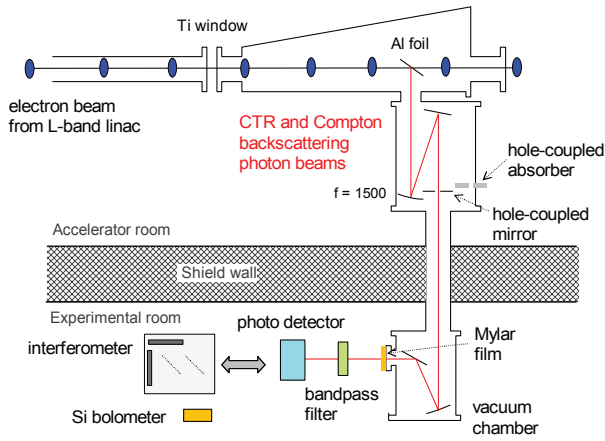 Ti window
Al foil
electron beam
from L-band linac
CTR and Compton
backscattering
photon beams
hole-coupled
absorber
f = 1500
hole-coupled
mirror
Accelerator room
Shield wall
Experimental room
photo detector
Mylar
film
interferometer
bandpass
filter
Si bolometer
vacuum
chamber